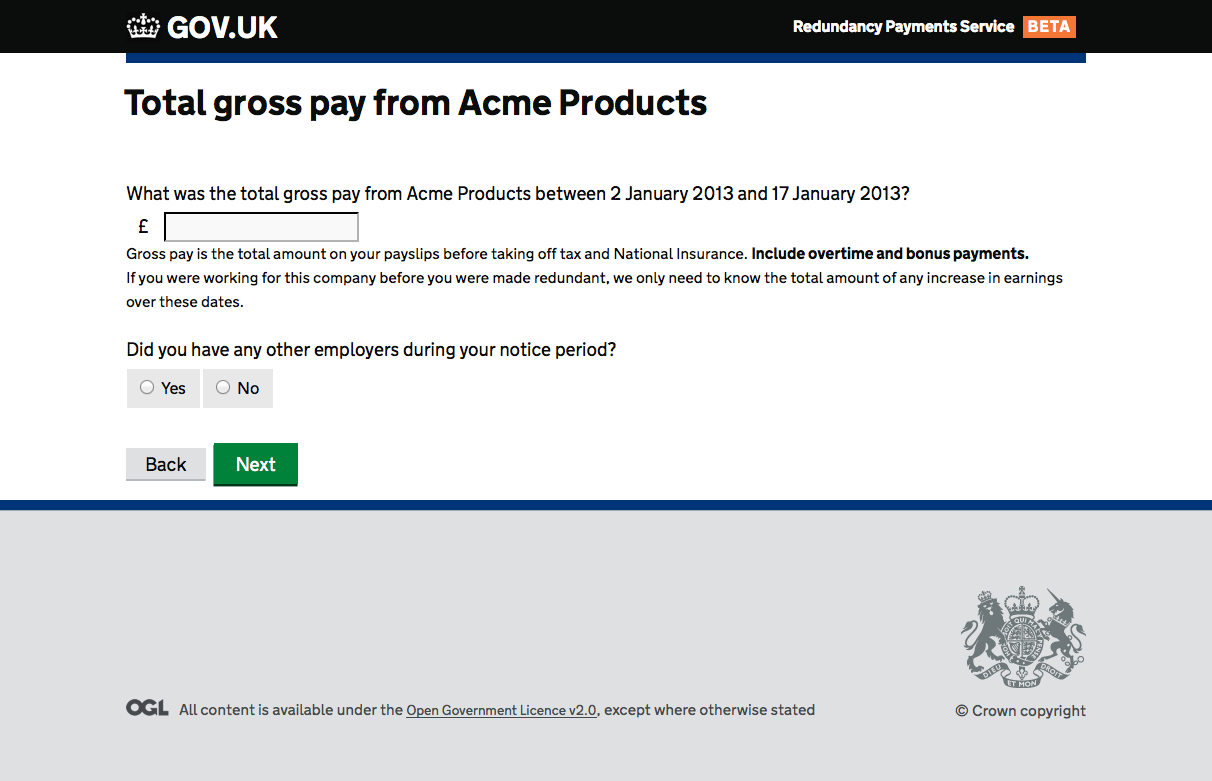 GOV.UK
Redundancy Payments Service BETA
Total gross pay from Acme Products
What was the total gross pay from Acme Products between 2 January 2013 and 17 January 2013?
£
Gross pay is the total amount on your payslips before taking off tax and National Insurance. Include overtime and bonus payments.
If you were working for this company before you were made redundant, we only need to know the total amount of any increase in earnings
over these dates.
Did you have any other employers during your notice period?
Yes No
Back Next
DIEU ET MON DROIT
OGL All content is available under the Open Government Licence v2.0, except where otherwise stated
© Crown copyright